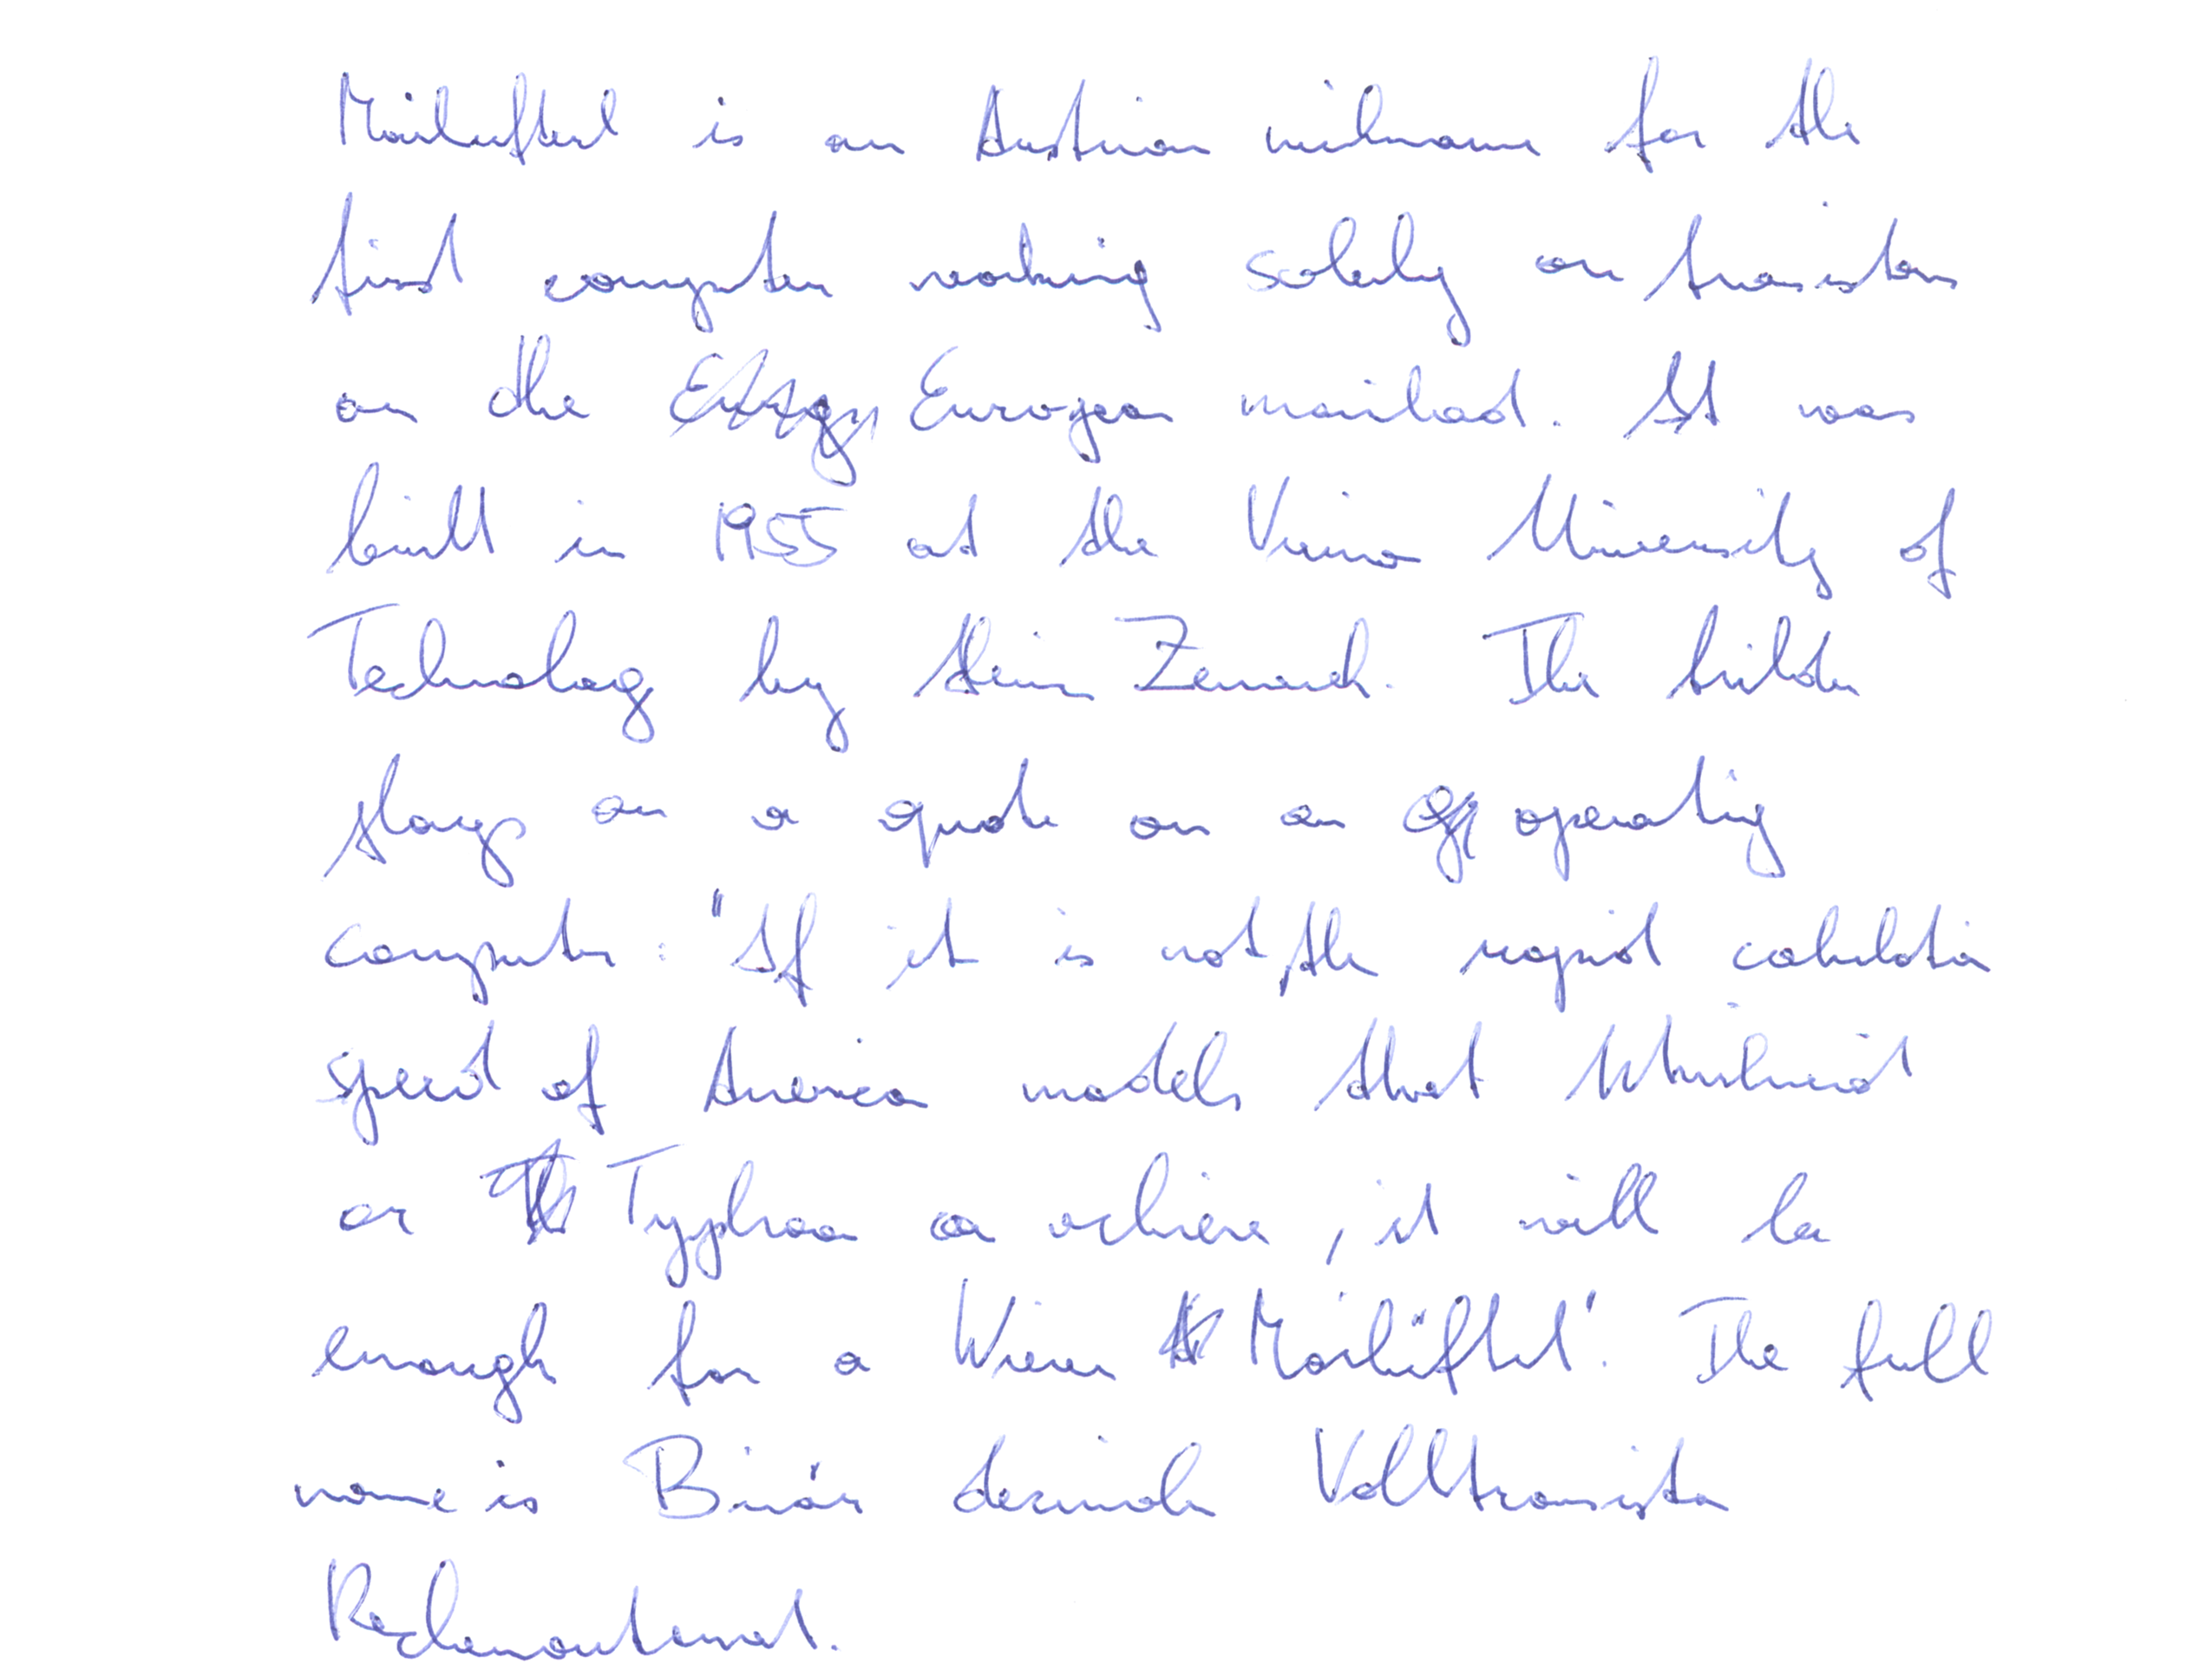 Mailüfterl is an Austrian nickname for the
first computer working solely on transistors
on the European mainland. It was
built in 1955 at the Vienna University of
Technology by Heinz Zemanek. The builder
plays on a quote on an operating
computer: "If it is not the rapid calculation
speed of American models that Whirlwind
or Typhoon can achieve, it will be
enough for a Wiener Mailüfterl". The full
name is Binär dezimaler Volltransistor
Rechenautomat.